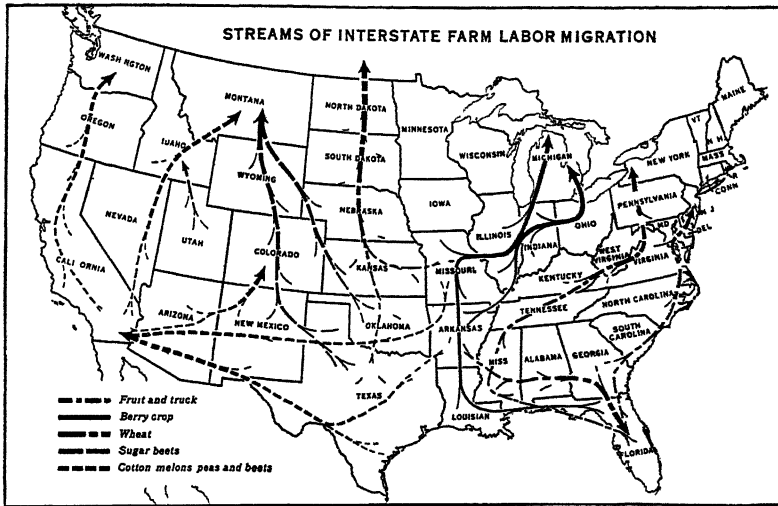 STREAMS OF INTERSTATE FARM LABOR MIGRATION
WASHINGTON
MONTANA
NORTH DAKOTA
MINNESOTA
MAINE
OREGON
IDAHO
SOUTH DAKOTA
WISCONSIN
MICHIGAN
VT
N H
NEW YORK
MASS
R
CONN
WYOMING
NEBRASKA
IOWA
PENNSYLVANIA
N J
NEVADA
UTAH
COLORADO
ILLINOIS
INDIANA
OHIO
MD
DEL
CALI ORNIA
KANSAS
MISSOURI
WEST
VIRGINIA
VIRGINIA
KENTUCKY
ARIZONA
NEW MEXICO
OKLAHOMA
ARKANSAS
TENNESSEE
NORTH CAROLINA
SOUTH
CAROLINA
TEXAS
MISS
ALABAMA
GEORGIA
LOUISIAN
FLORIDA
Fruit and truck
Berry crop
Wheat
Sugar beets
Cotton melons peas and beets